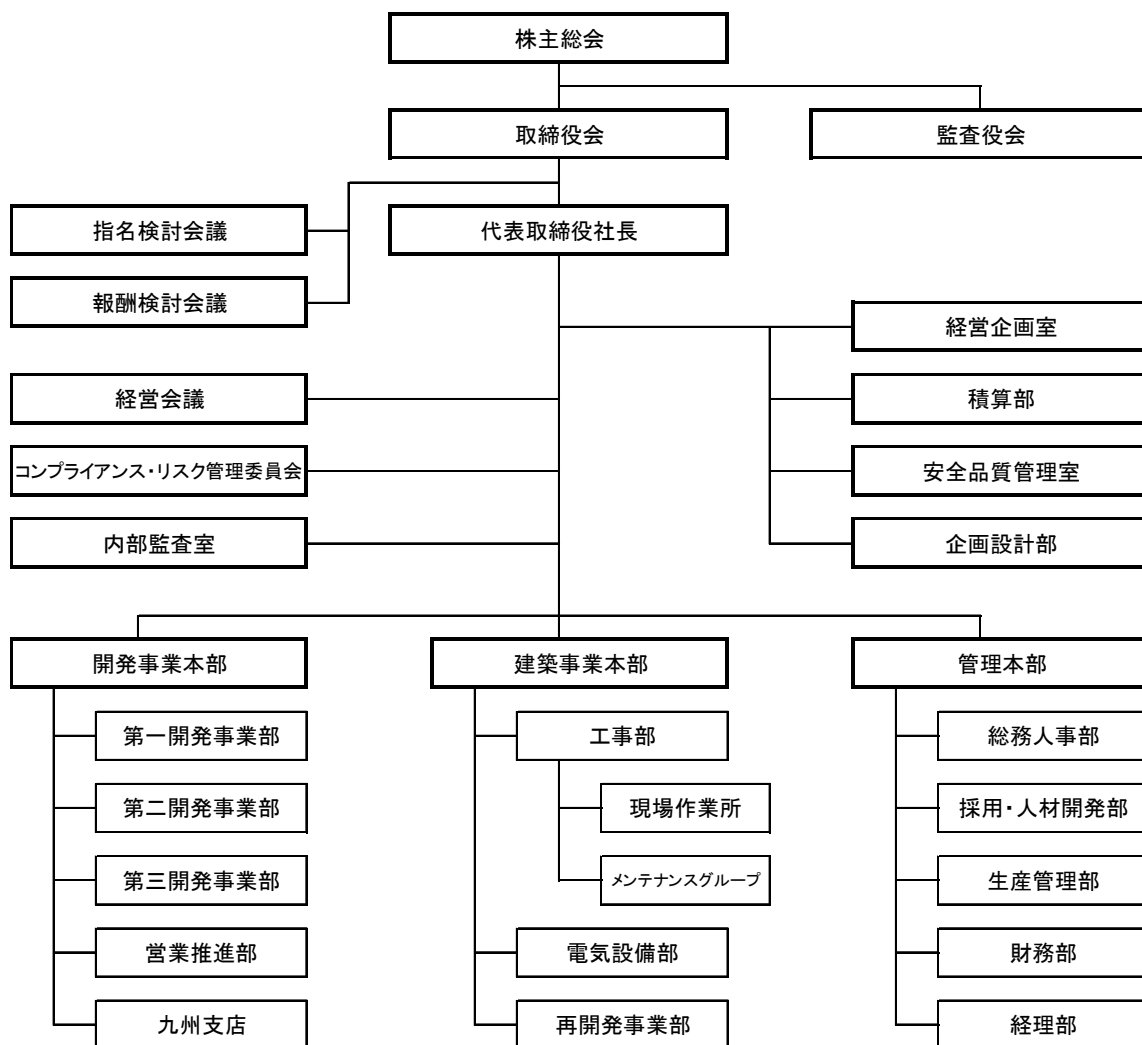 株主総会
取締役会
監査役会
指名検討会議
代表取締役社長
報酬検討会議
経営企画室
経営会議
積算部
コンプライアンス・リスク管理委員会
安全品質管理室
内部監査室
企画設計部
開発事業本部
建築事業本部
管理本部
第一開発事業部
工事部
総務人事部
第二開発事業部
現場作業所
採用・人材開発部
第三開発事業部
メンテナンスグループ
生産管理部
営業推進部
電気設備部
財務部
九州支店
再開発事業部
経理部